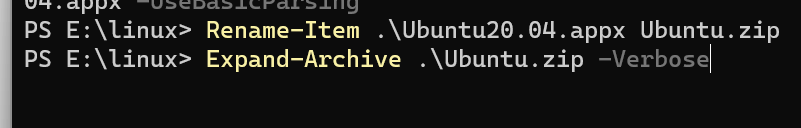 04.appx -UseBasicParsing
PS E:\linux> Rename-Item .\Ubuntu20.04.appx Ubuntu.zip
PS E:\linux> Expand-Archive .\Ubuntu.zip -Verbose